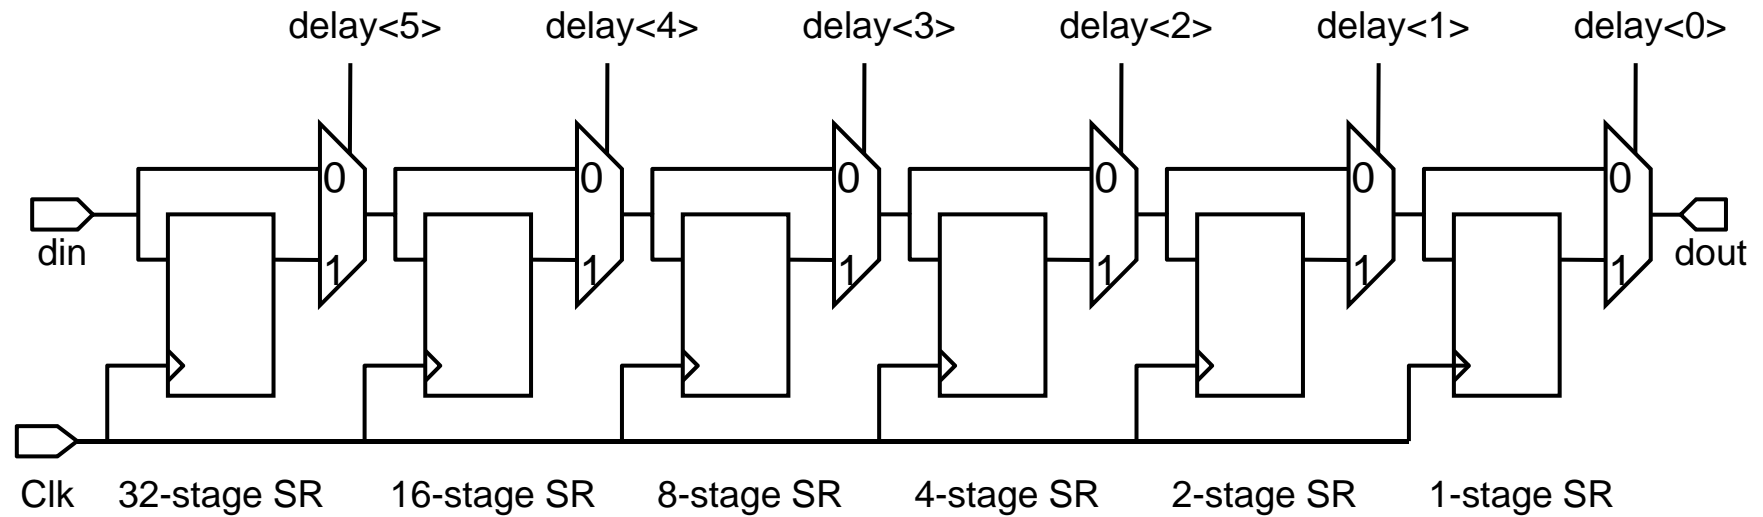 delay<5> delay<4> delay<3> delay<2> delay<1> delay<0>
0 0 0 0 0 0
din dout
1 1 1 1 1 1
Clk 32-stage SR 16-stage SR 8-stage SR 4-stage SR 2-stage SR 1-stage SR